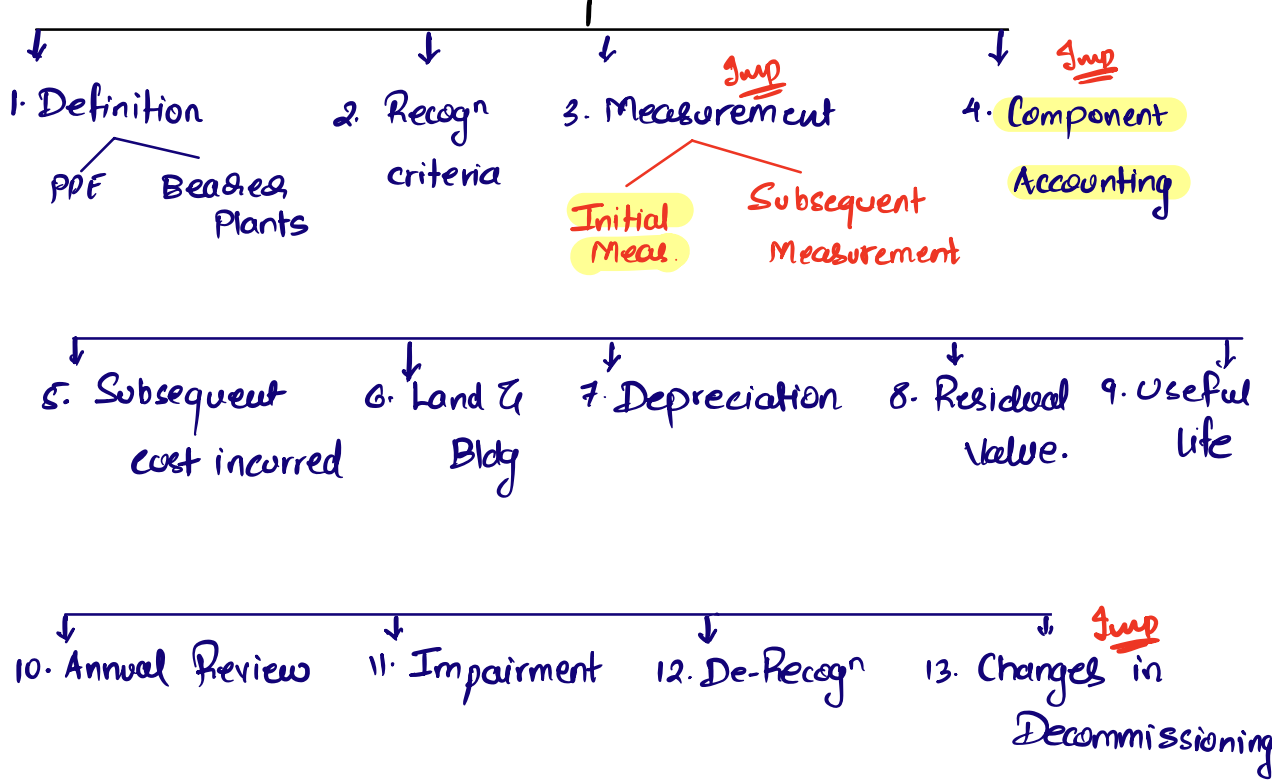 Imp
Imp
1. Definition
2. Recogⁿ
3. Measurement
4. Component
PPE
Bearer
Plants
criteria
Initial
Meas.
Subsequent
Measurement
Accounting
5. Subsequent
cost incurred
6. Land &
Bldg
7. Depreciation
8. Residual
Value.
9. Useful
life
Imp
10. Annual Review
11. Impairment
12. De-Recogⁿ
13. Changes in
Decommissioning